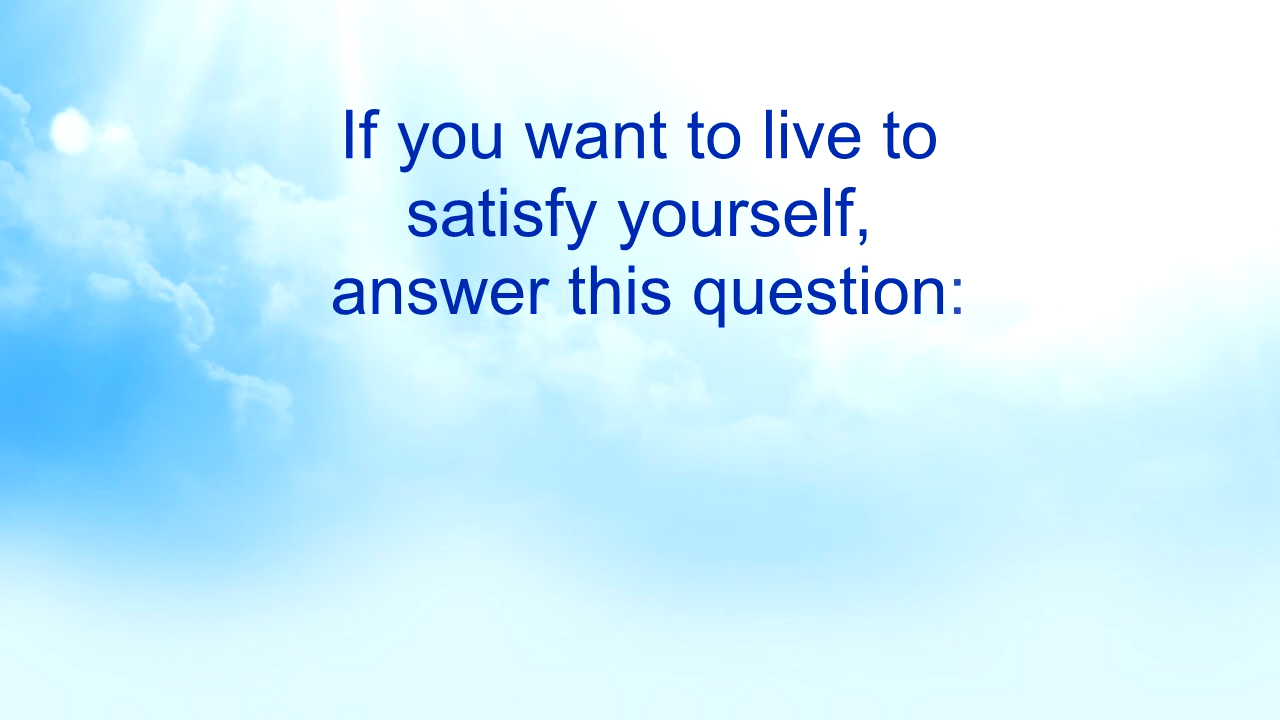 If you want to live to
satisfy yourself,
answer this question: